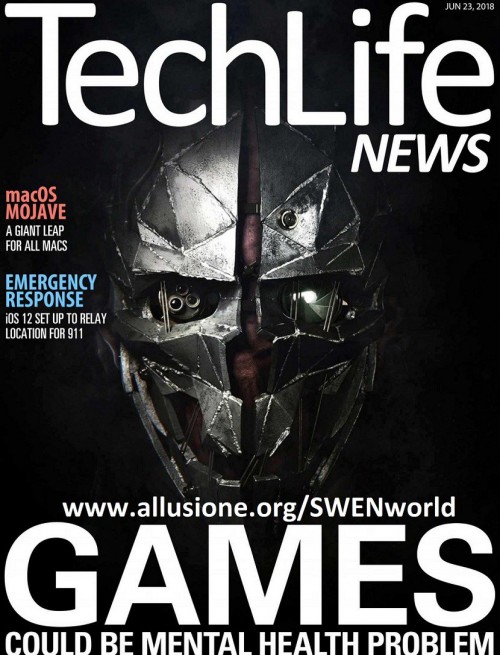 JUN 23, 2018
TechLife
NEWS
macOS
MOJAVE
A GIANT LEAP
FOR ALL MACS
EMERGENCY
RESPONSE
iOS 12 SET UP TO RELAY
LOCATION FOR 911
www.allusione.org/SWENworld
GAMES
COULD BE MENTAL HEALTH PROBLEM